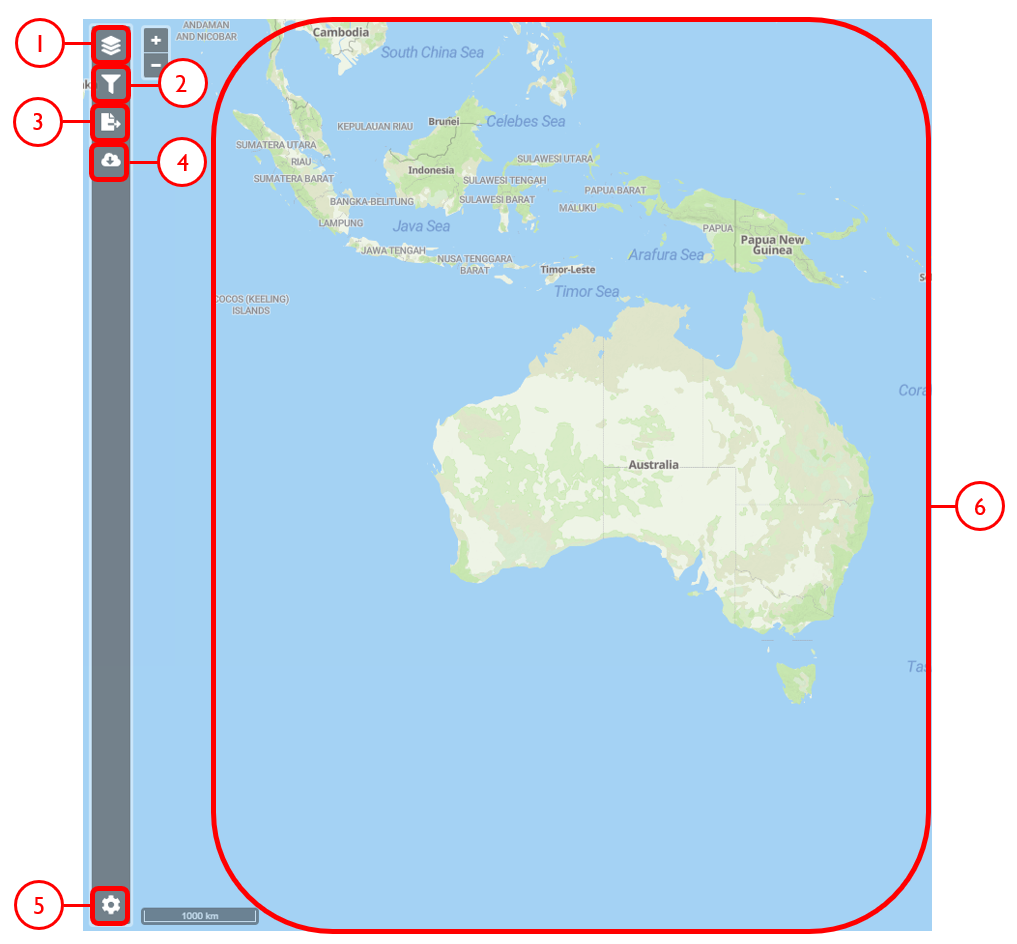 1
2
3
4
5
6
+
−
ANDAMAN
AND NICOBAR
Cambodia
South China Sea
KEPULAUAN RIAU
Brunei
Celebes Sea
SUMATERA UTARA
RIAU
SUMATERA BARAT
Indonesia
SULAWESI UTARA
SULAWESI TENGAH
BANGKA-BELITUNG
SULAWESI BARAT
PAPUA BARAT
MALUKU
LAMPUNG
Java Sea
PAPUA
Papua New
Guinea
JAWA TENGAH
NUSA TENGGARA
BARAT
Timor-Leste
Arafura Sea
Timor Sea
COCOS (KEELING)
ISLANDS
Cora
Australia
Tas
1000 km